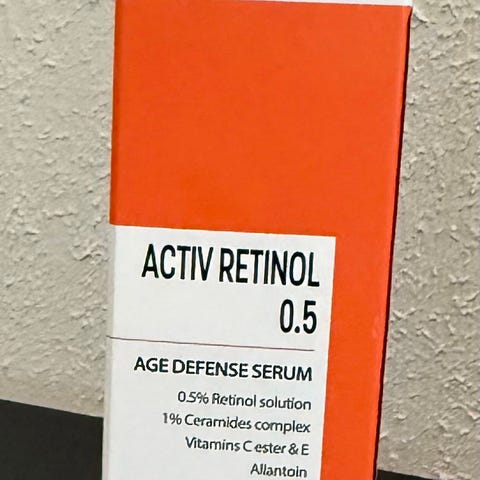 ACTIV RETINOL
0.5
AGE DEFENSE SERUM
0.5% Retinol solution
1% Ceramides complex
Vitamins C ester & E
Allantoin